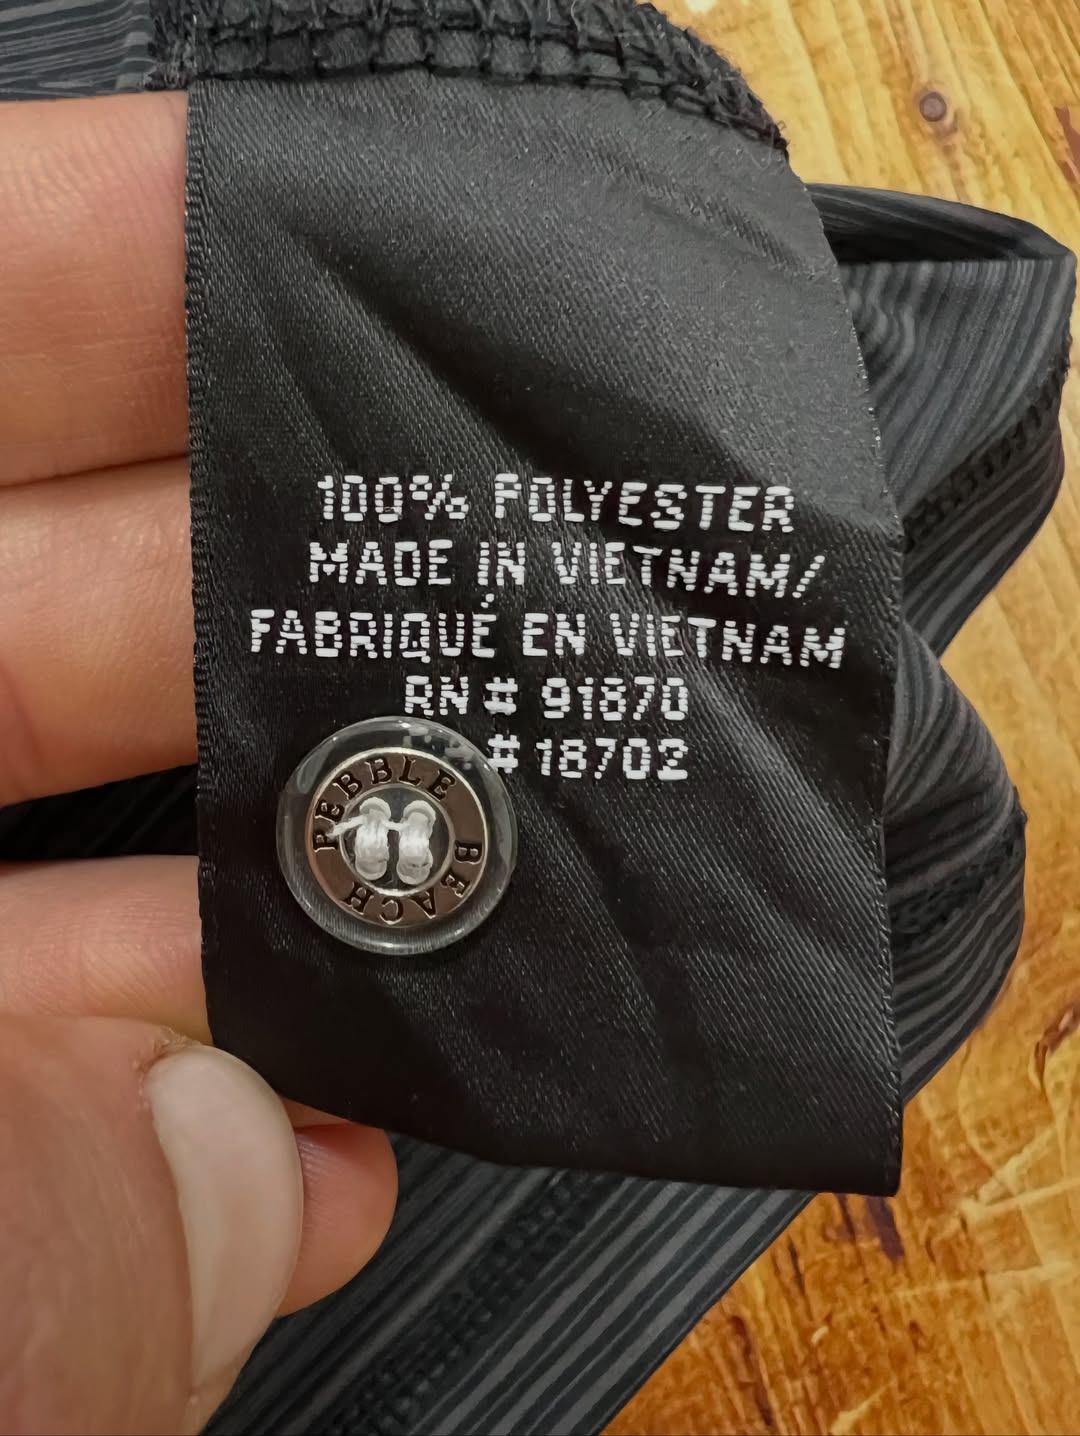 100% POLYESTER
MADE IN VIETNAM/
FABRIQUÉ EN VIETNAM
RN # 91870
# 18702
PEBBLE BEACH